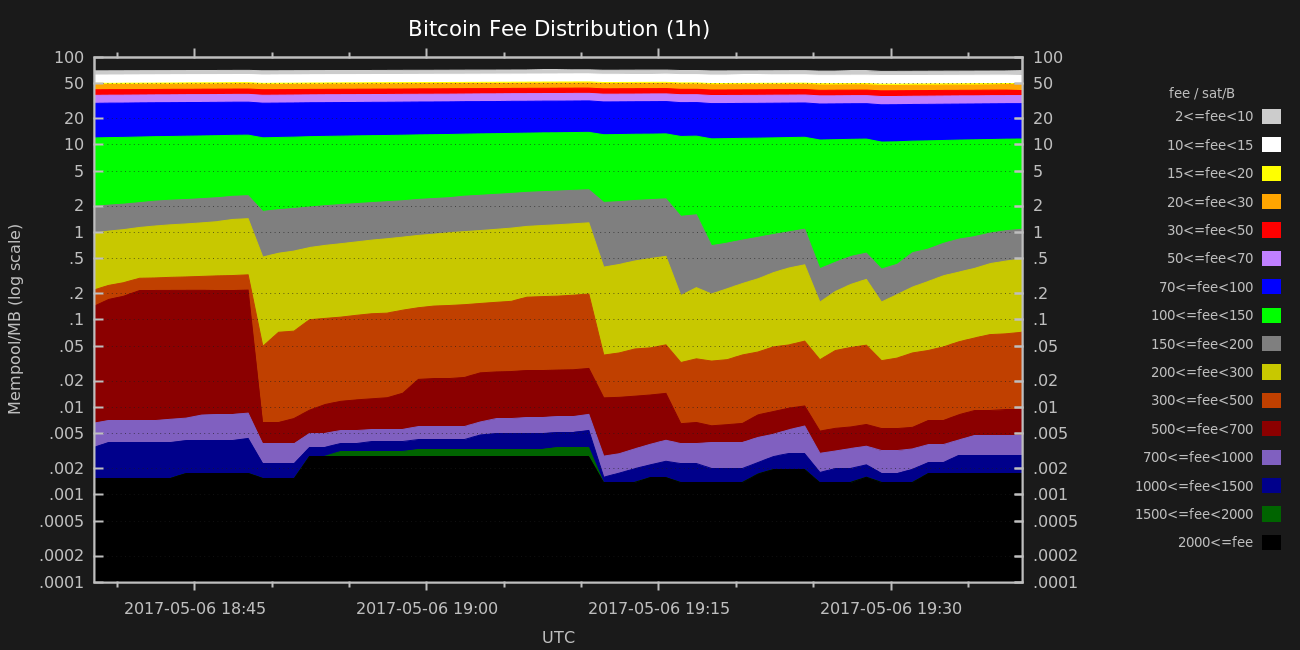 Bitcoin Fee Distribution (1h)
100 100
50 50
20 20
10 10
5 5
2 2
1 1
.5 .5
.2 .2
.1 .1
.05 .05
.02 .02
.01 .01
.005 .005
.002 .002
.001 .001
.0005 .0005
.0002 .0002
.0001 .0001
Mempool/MB (log scale)
2017-05-06 18:45 2017-05-06 19:00 2017-05-06 19:15 2017-05-06 19:30
UTC
fee / sat/B
2<=fee<10
10<=fee<15
15<=fee<20
20<=fee<30
30<=fee<50
50<=fee<70
70<=fee<100
100<=fee<150
150<=fee<200
200<=fee<300
300<=fee<500
500<=fee<700
700<=fee<1000
1000<=fee<1500
1500<=fee<2000
2000<=fee